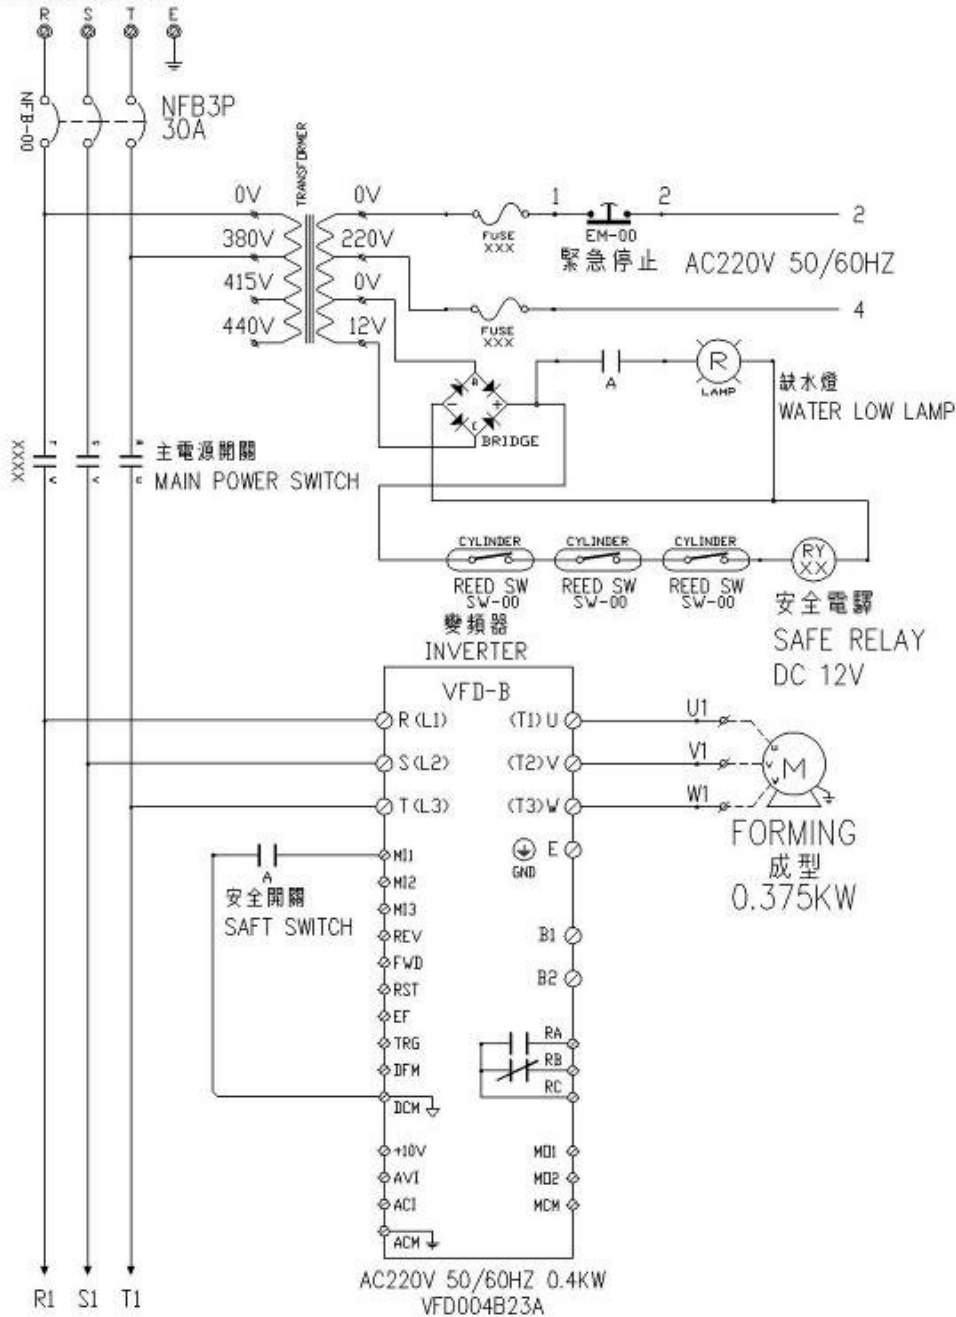 R S T E
NFB-00
NFB3P
30A
TRANSFORMER
0V 0V
380V 220V
415V 0V
440V 12V
FUSE
XXX
1
EM-00
緊急停止
2
2
AC220V 50/60HZ
FUSE
XXX
4
BRIDGE
A
R
LAMP
缺水燈
WATER LOW LAMP
XXXX
主電源開關
MAIN POWER SWITCH
CYLINDER CYLINDER CYLINDER
REED SW REED SW REED SW
SW-00 SW-00 SW-00
RY
XX
安全電驛
SAFE RELAY
DC 12V
變頻器
INVERTER
VFD-B
R(L1) (T1)U U1
S(L2) (T2)V V1
T(L3) (T3)W W1
M
FORMING
成型
0.375KW
A
安全開關
SAFT SWITCH
MI1
MI2
MI3
REV
FWD
RST
EF
TRG
DFM
DCM
+10V
AVI
ACI
ACM
GND
E
B1
B2
RA
RB
RC
MO1
MO2
MCM
AC220V 50/60HZ 0.4KW
VFD004B23A
R1 S1 T1